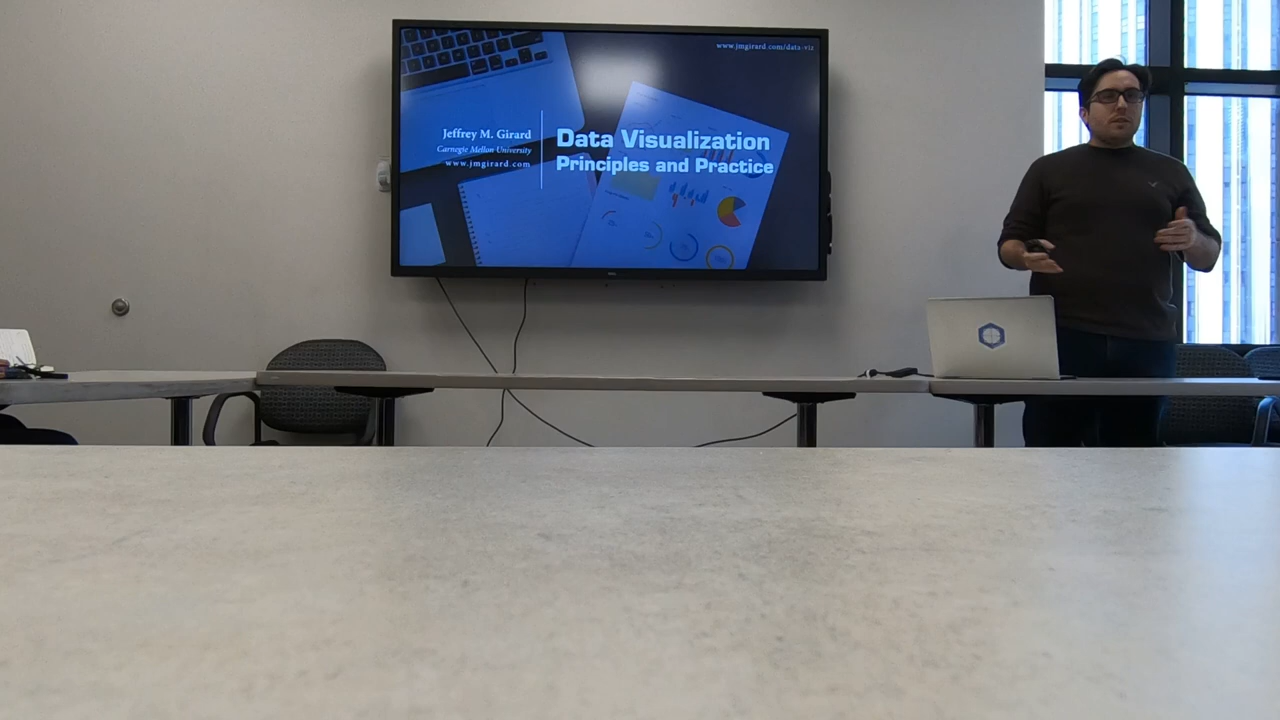 www.jmgirard.com/data-viz
Jeffrey M. Girard
Carnegie Mellon University
www.jmgirard.com
Data Visualization
Principles and Practice